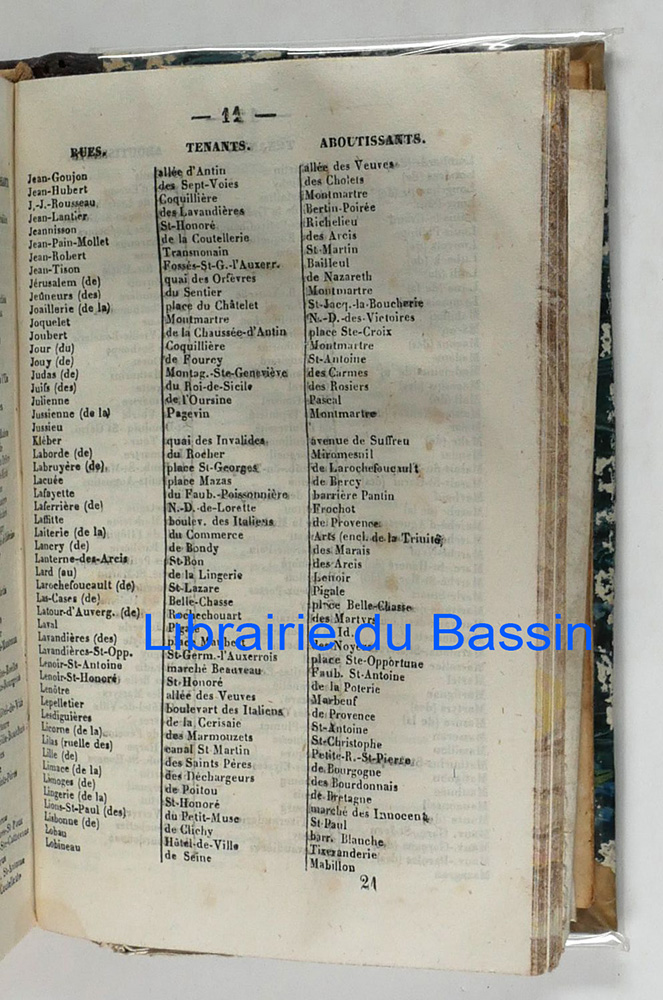 — 11 —
RUES. TENANTS. ABOUTISSANTS.
Jean-Goujon allée d'Antin allée des Veuves
Jean-Hubert des Sept-Voies des Cholets
J.-J.-Rousseau Coquillière Montmartre
Jean-Lantier des Lavandières Bertin-Poirée
Jeannisson St-Honoré Richelieu
Jean-Pain-Mollet de la Coutellerie des Arcis
Jean-Robert Transnonain St-Martin
Jean-Tison Fossés-St-G.-l'Auxerr. Bailleul
Jérusalem (de) quai des Orfèvres de Nazareth
Jeûneurs (des) du Sentier Montmartre
Joaillerie (de la) place du Châtelet St-Jacq.-la-Boucherie
Joquelet Montmartre N.-D.-des-Victoires
Joubert de la Chaussée-d'Antin place Ste-Croix
Jour (du) Coquillière Montmartre
Jouy (de) de Fourcy St-Antoine
Judas (de) Montag.-Ste-Geneviève des Carmes
Juifs (des) du Roi-de-Sicile des Rosiers
Julienne de l'Oursine Pascal
Jussienne (de la) Pagevin Montmartre
Jussieu
Kléber quai des Invalides avenue de Suffreu
Laborde (de) du Rocher Miromesnil
Labruyère (de) place St-Georges de Larochefoucault
Lacuée place Mazas de Bercy
Lafayette du Faub.-Poissonnière barrière Pantin
Laferrière (de) N.-D.-de-Lorette Frochot
Laffitte boulev. des Italiens de Provence
Laiterie (de la) du Commerce Arts (encl. de la Trinité)
Lancry (de) de Bondy des Marais
Lanterne-des-Arcis St-Bon des Arcis
Lard (au) de la Lingerie Lenoir
Larochefoucault (de) St-Lazare Pigale
Las-Cases (de) Belle-Chasse place Belle-Chasse
Latour-d'Auverg. (de) Rochechouart des Martyrs
Laval Id.
Lavandières (des) place
Lavandières-St-Opp. St-Germ.-l'Auxerrois place Ste-Opportune
Lenoir-St-Antoine marché Beauveau Faub. St-Antoine
Lenoir-St-Honoré St-Honoré de la Poterie
Lenôtre allée des Veuves Marbeuf
Lepelletier boulevart des Italiens de Provence
Lesdiguières de la Cerisaie St-Antoine
Licorne (de la) des Marmouzets St-Christophe
Lilas (ruelle des) canal St Martin Petite-R.-St-Pierre
Lille (de) des Saints Pères de Bourgogne
Limace (de la) des Déchargeurs des Bourdonnais
Limoges (de) de Poitou de Bretagne
Lingerie (de la) St-Honoré marché des Innocents
Lions-St-Paul (des) du Petit-Muse St-Paul
Lisbonne (de) de Clichy barr. Blanche
Lobau Hôtel-de-Ville Tixeranderie
Lobineau de Seine Mabillon
21
Librairie du Bassin